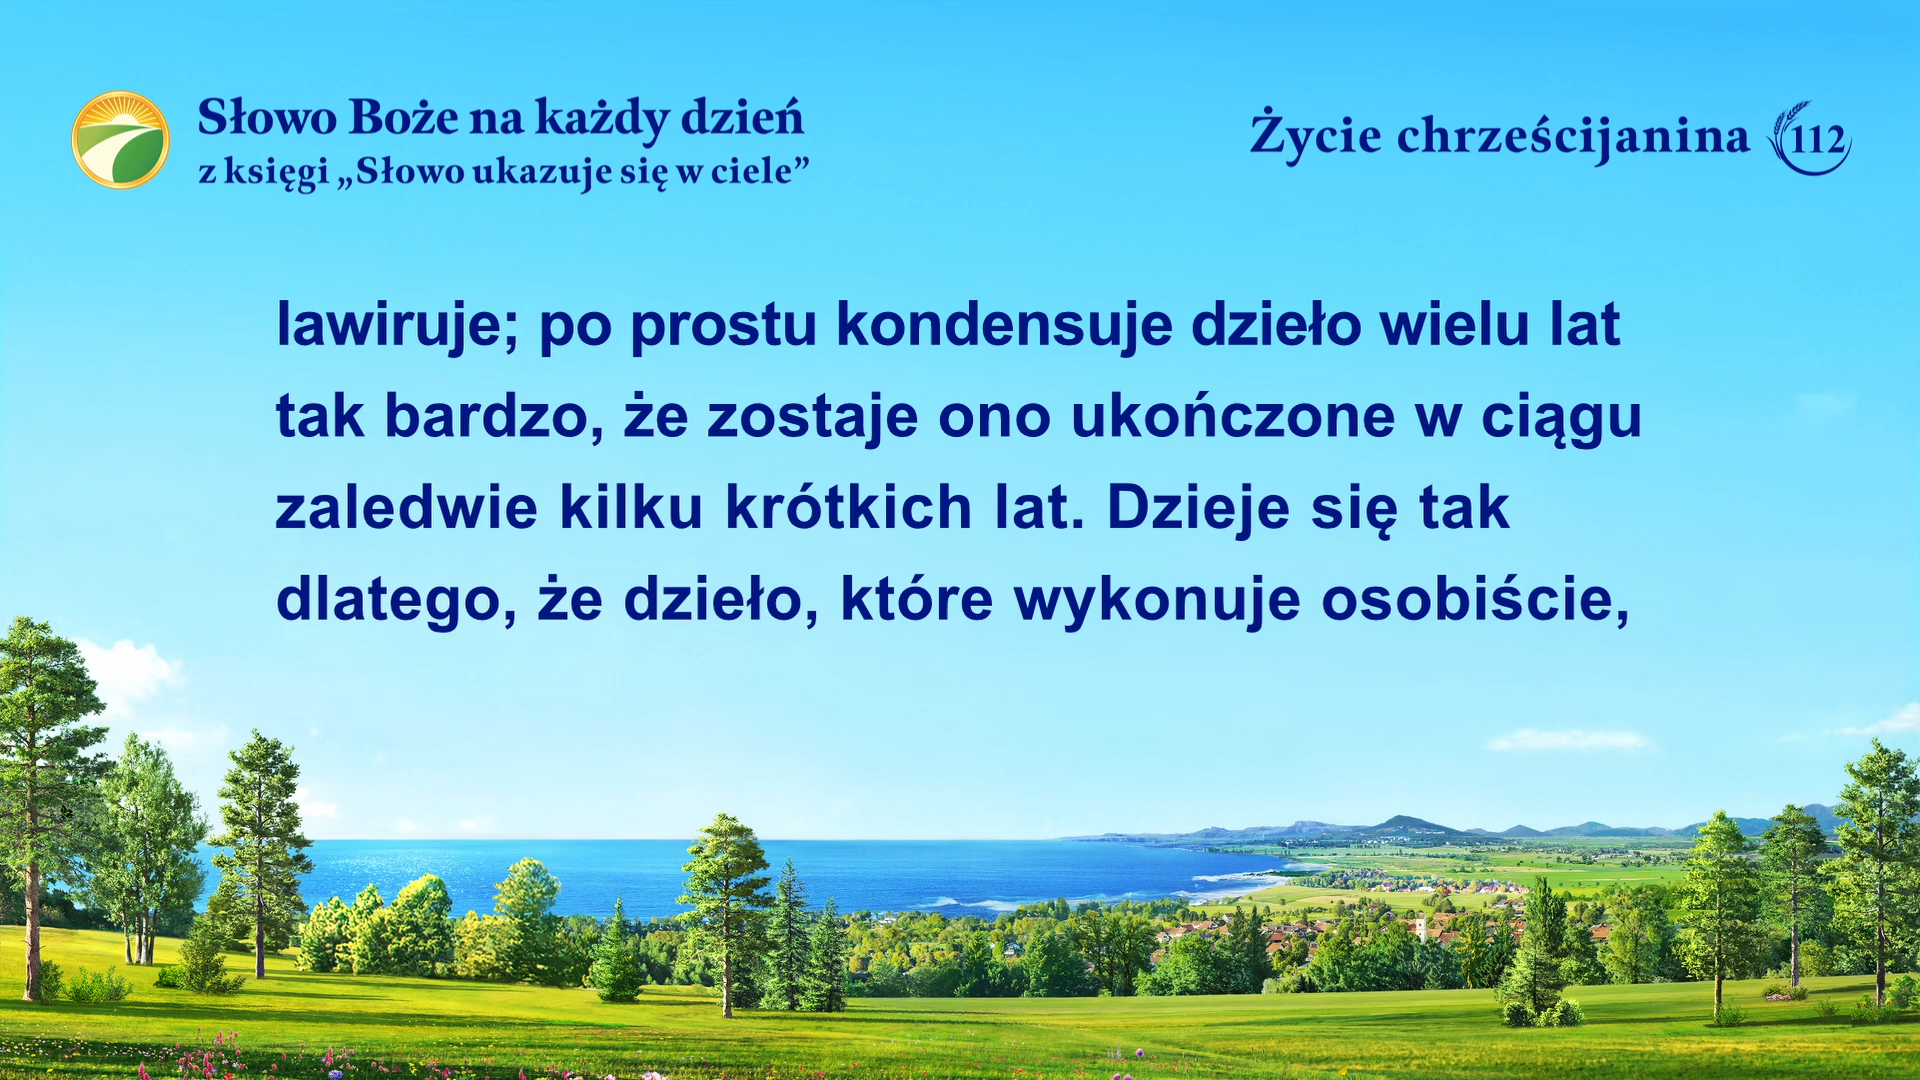 Słowo Boże na każdy dzień
z księgi „Słowo ukazuje się w ciele”
Życie chrześcijanina 112
lawiruje; po prostu kondensuje dzieło wielu lat
tak bardzo, że zostaje ono ukończone w ciągu
zaledwie kilku krótkich lat. Dzieje się tak
dlatego, że dzieło, które wykonuje osobiście,